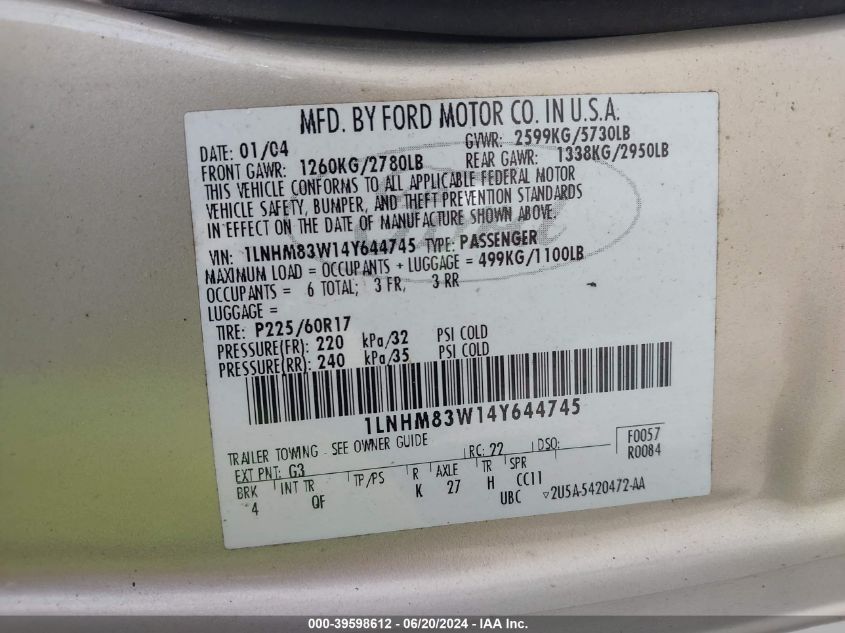 MFD. BY FORD MOTOR CO. IN U.S.A.
DATE: 01/04 GVWR: 2599KG/5730LB
FRONT GAWR: 1260KG/2780LB REAR GAWR: 1338KG/2950LB
THIS VEHICLE CONFORMS TO ALL APPLICABLE FEDERAL MOTOR
VEHICLE SAFETY, BUMPER, AND THEFT PREVENTION STANDARDS
IN EFFECT ON THE DATE OF MANUFACTURE SHOWN ABOVE.
VIN: 1LNHM83W14Y644745 TYPE: PASSENGER
MAXIMUM LOAD = OCCUPANTS + LUGGAGE = 499KG/1100LB
OCCUPANTS = 6 TOTAL; 3 FR, 3 RR
LUGGAGE =
TIRE: P225/60R17
PRESSURE(FR): 220 kPa/32 PSI COLD
PRESSURE(RR): 240 kPa/35 PSI COLD
1LNHM83W14Y644745
TRAILER TOWING - SEE OWNER GUIDE
EXT PNT: G3 RC: 22 DSO: F0057
R0084
BRK INT TR TP/PS R AXLE TR SPR
4 QF K 27 H CC11
UBC ▽2U5A-5420472-AA
Ford
000-39598612 - 06/20/2024 - IAA Inc.